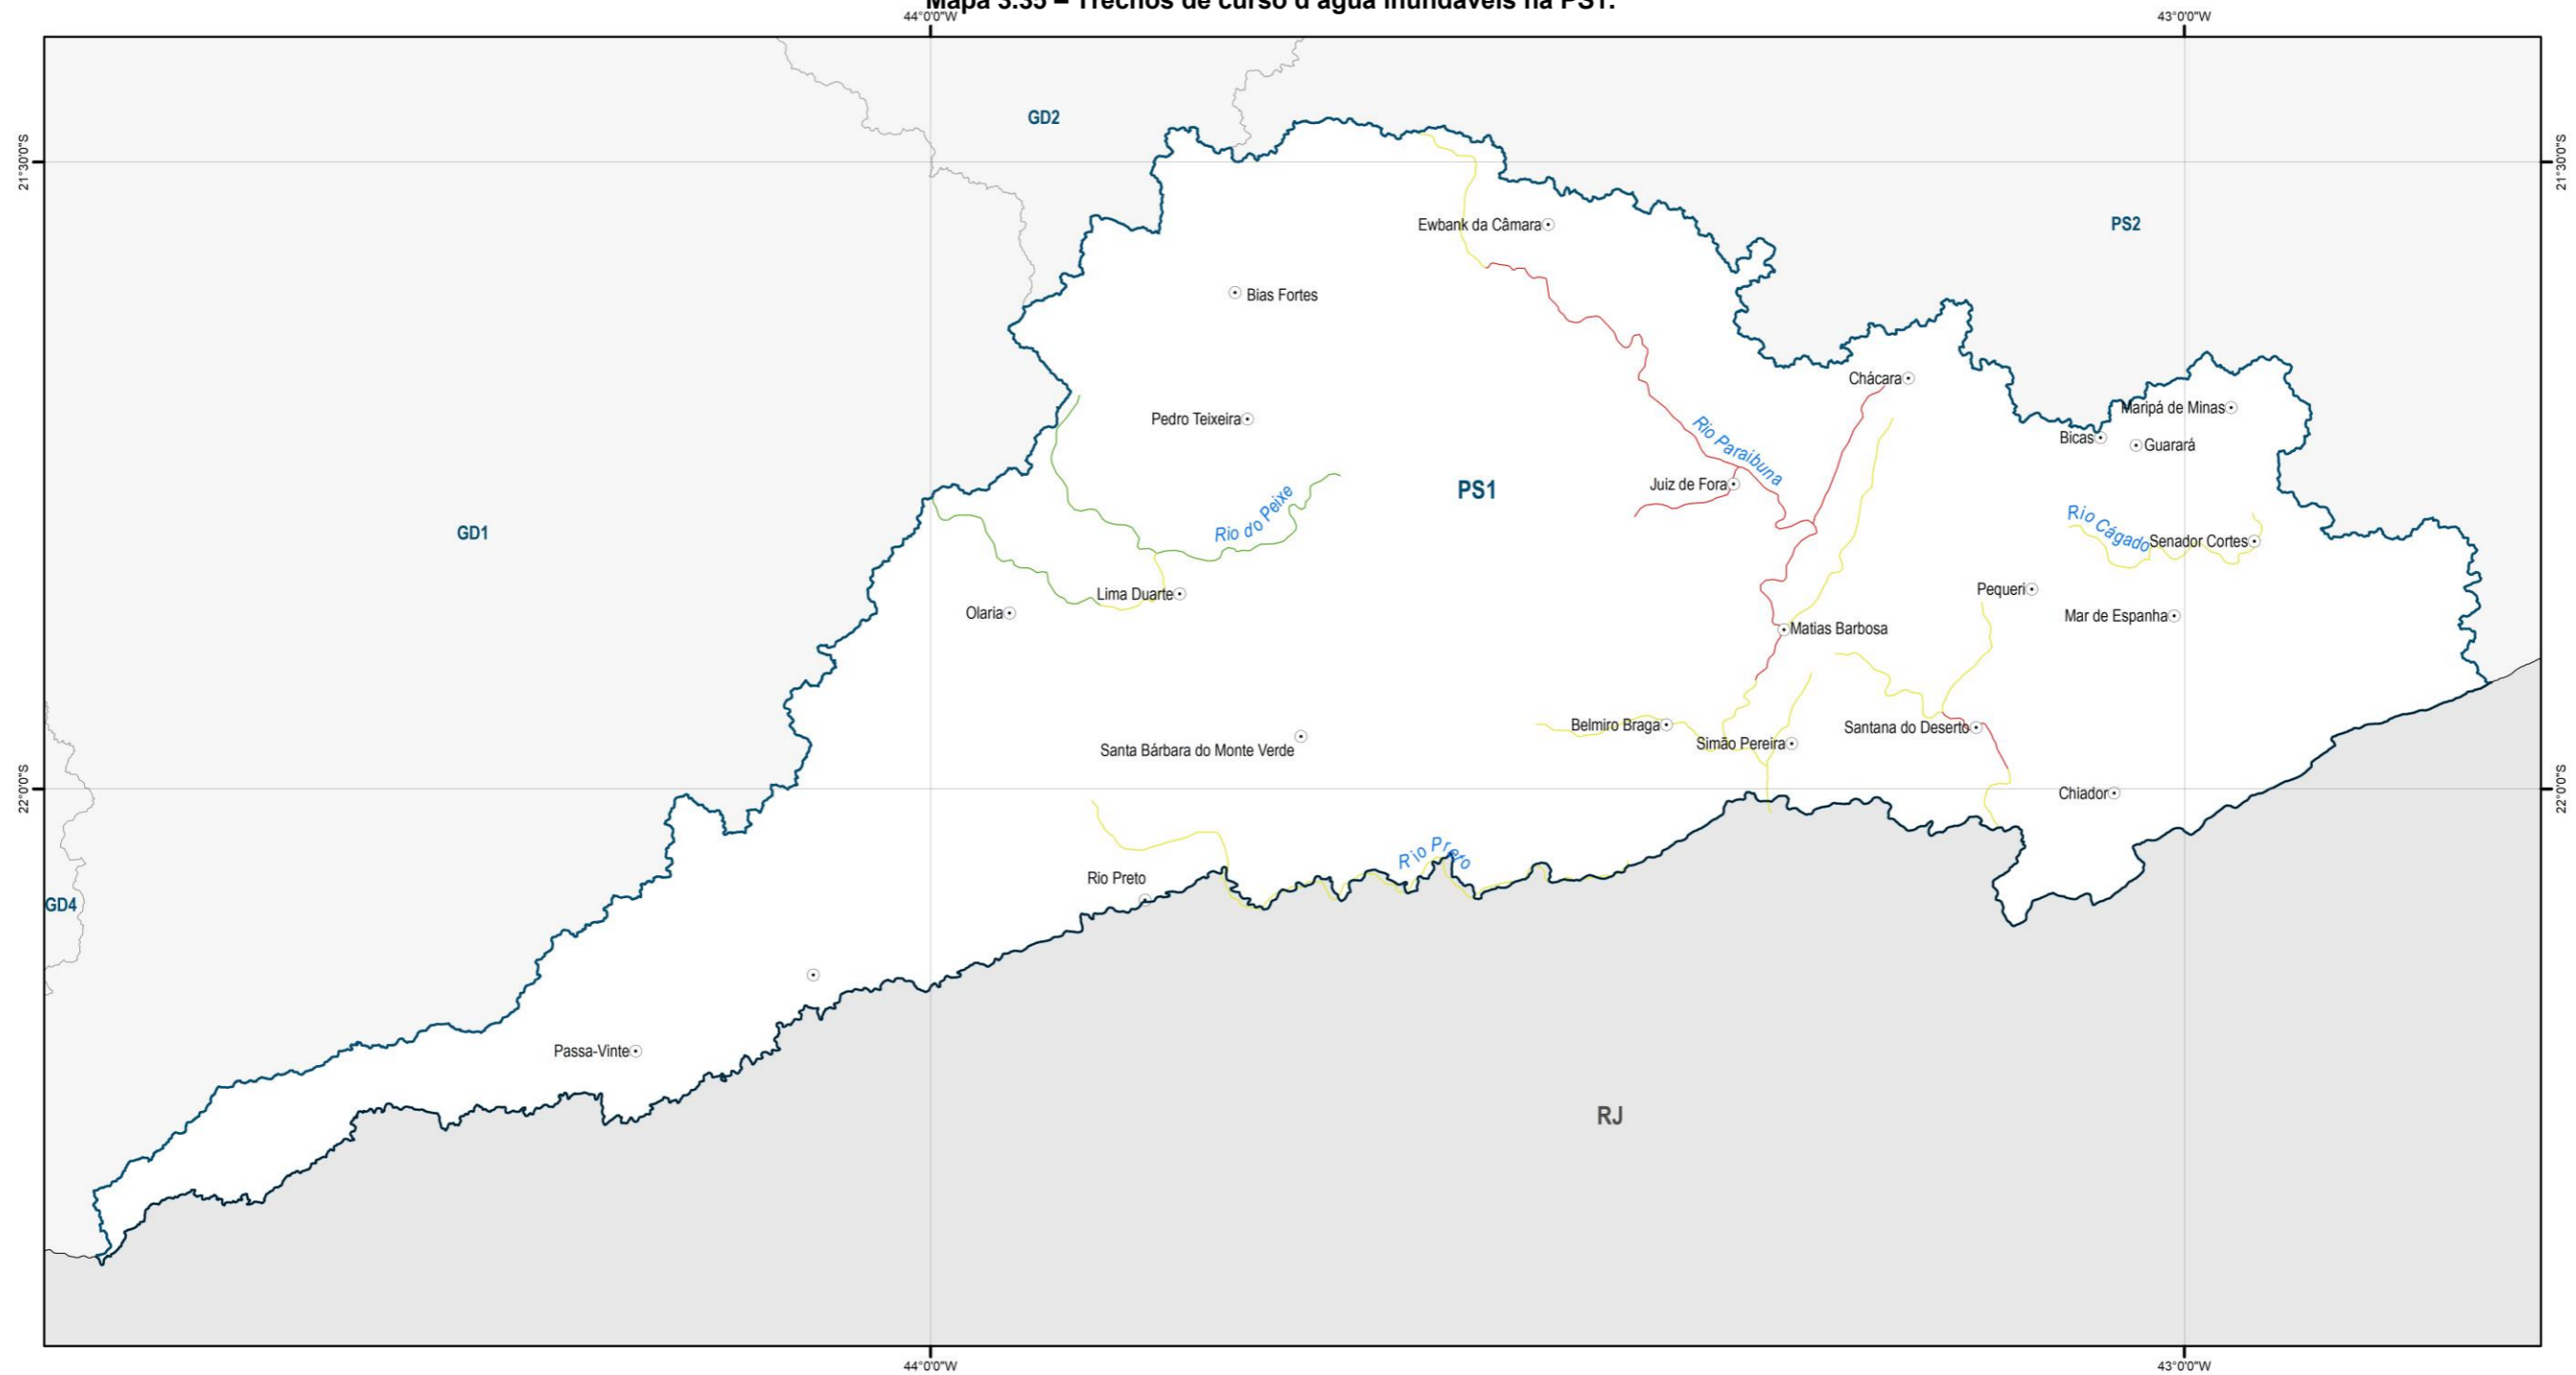 Mapa 3.35 – Trechos de curso d'água inundáveis na PS1.
44°0'0"W
43°0'0"W
GD2
21°30'0"S
21°30'0"S
PS2
Ewbank da Câmara
Bias Fortes
Chácara
Maripá de Minas
Pedro Teixeira
Bicas
Guarará
Rio Paraibuna
Juiz de Fora
PS1
Rio do Peixe
Rio Cágado
GD1
Senador Cortes
Pequeri
Lima Duarte
Olaria
Mar de Espanha
Matias Barbosa
Belmiro Braga
Santana do Deserto
Simão Pereira
Santa Bárbara do Monte Verde
22°0'0"S
22°0'0"S
Chiador
Rio Preto
Rio Preto
GD4
Passa-Vinte
RJ
44°0'0"W
43°0'0"W